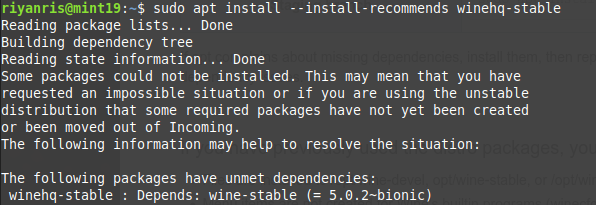 riyanris@mint19:~$ sudo apt install --install-recommends winehq-stable
Reading package lists... Done
Building dependency tree
Reading state information... Done
Some packages could not be installed. This may mean that you have
requested an impossible situation or if you are using the unstable
distribution that some required packages have not yet been created
or been moved out of Incoming.
The following information may help to resolve the situation:
The following packages have unmet dependencies:
winehq-stable : Depends: wine-stable (= 5.0.2~bionic)